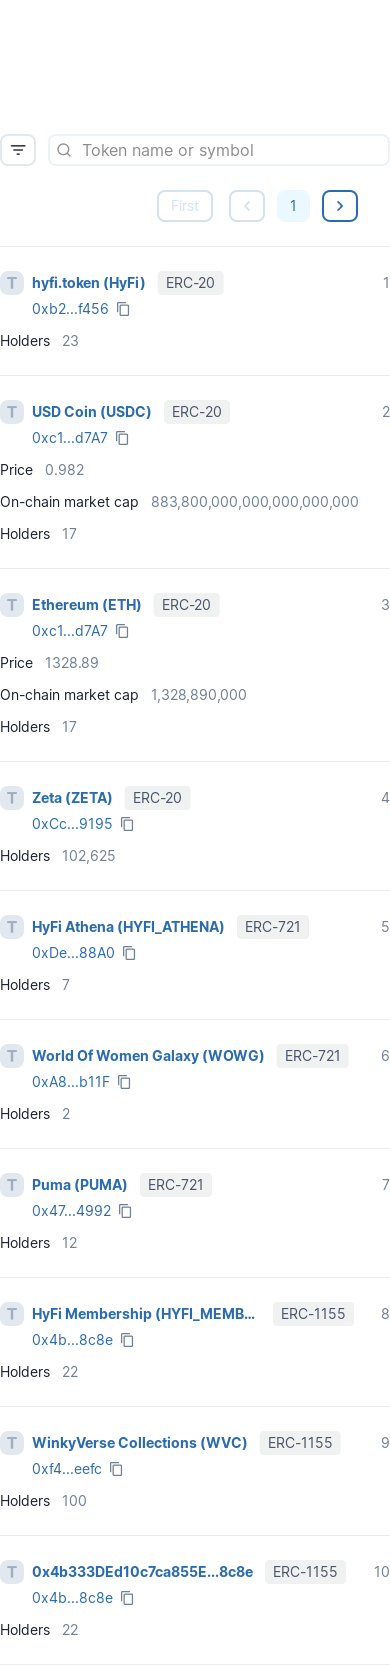 Token name or symbol
First 1
T hyfi.token (HyFi) ERC-20 1
0xb2...f456
Holders 23
T USD Coin (USDC) ERC-20 2
0xc1...d7A7
Price 0.982
On-chain market cap 883,800,000,000,000,000,000
Holders 17
T Ethereum (ETH) ERC-20 3
0xc1...d7A7
Price 1328.89
On-chain market cap 1,328,890,000
Holders 17
T Zeta (ZETA) ERC-20 4
0xCc...9195
Holders 102,625
T HyFi Athena (HYFI_ATHENA) ERC-721 5
0xDe...88A0
Holders 7
T World Of Women Galaxy (WOWG) ERC-721 6
0xA8...b11F
Holders 2
T Puma (PUMA) ERC-721 7
0x47...4992
Holders 12
T HyFi Membership (HYFI_MEMB... ERC-1155 8
0x4b...8c8e
Holders 22
T WinkyVerse Collections (WVC) ERC-1155 9
0xf4...eefc
Holders 100
T 0x4b333DEd10c7ca855E...8c8e ERC-1155 10
0x4b...8c8e
Holders 22